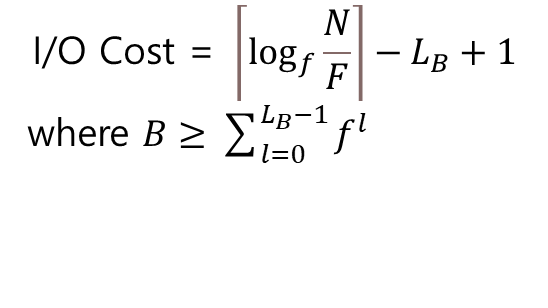 I/O Cost = ⌈log_f N/F⌉ − L_B + 1
where B ≥ ∑_{l=0}^{L_B−1} f^l